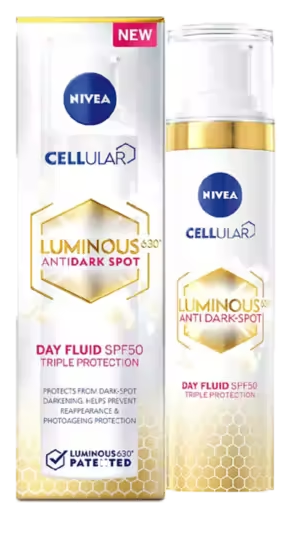 NEW
NIVEA
CELLULAR
LUMINOUS630®
ANTIDARK SPOT
DAY FLUID SPF50
TRIPLE PROTECTION
PROTECTS FROM DARK-SPOT
DARKENING, HELPS PREVENT
REAPPEARANCE &
PHOTOAGEING PROTECTION
LUMINOUS630®
PATENTED
NIVEA
CELLULAR
LUMINOUS630®
ANTI DARK-SPOT
DAY FLUID SPF50
TRIPLE PROTECTION